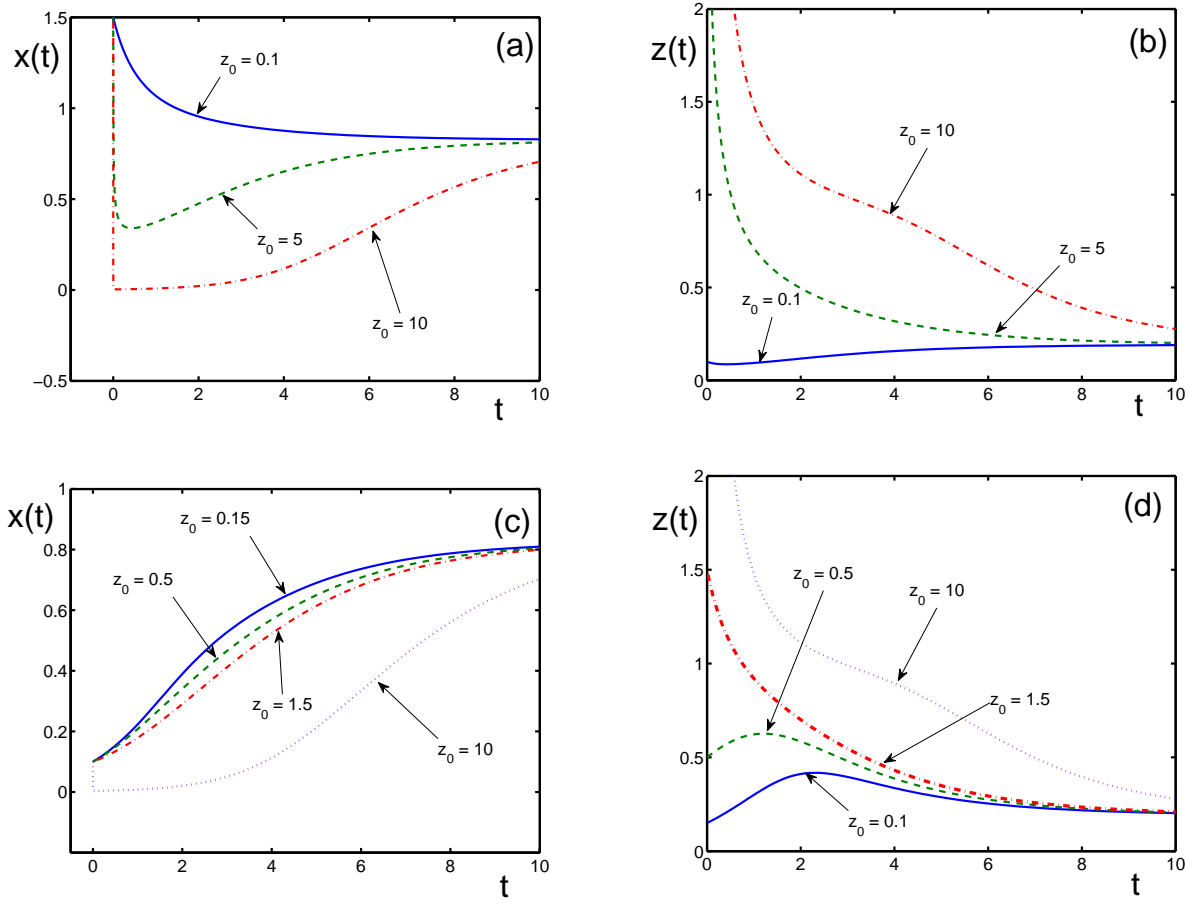 x(t)
(a)
1.5
1
0.5
0
−0.5
z0 = 0.1
z0 = 5
z0 = 10
0 2 4 6 8 10
t
z(t)
(b)
2
1.5
1
0.5
0
z0 = 10
z0 = 5
z0 = 0.1
0 2 4 6 8 10
t
x(t)
(c)
1
0.8
0.6
0.4
0.2
0
z0 = 0.15
z0 = 0.5
z0 = 1.5
z0 = 10
0 2 4 6 8 10
t
z(t)
(d)
2
1.5
1
0.5
0
z0 = 0.5
z0 = 10
z0 = 1.5
z0 = 0.1
0 2 4 6 8 10
t